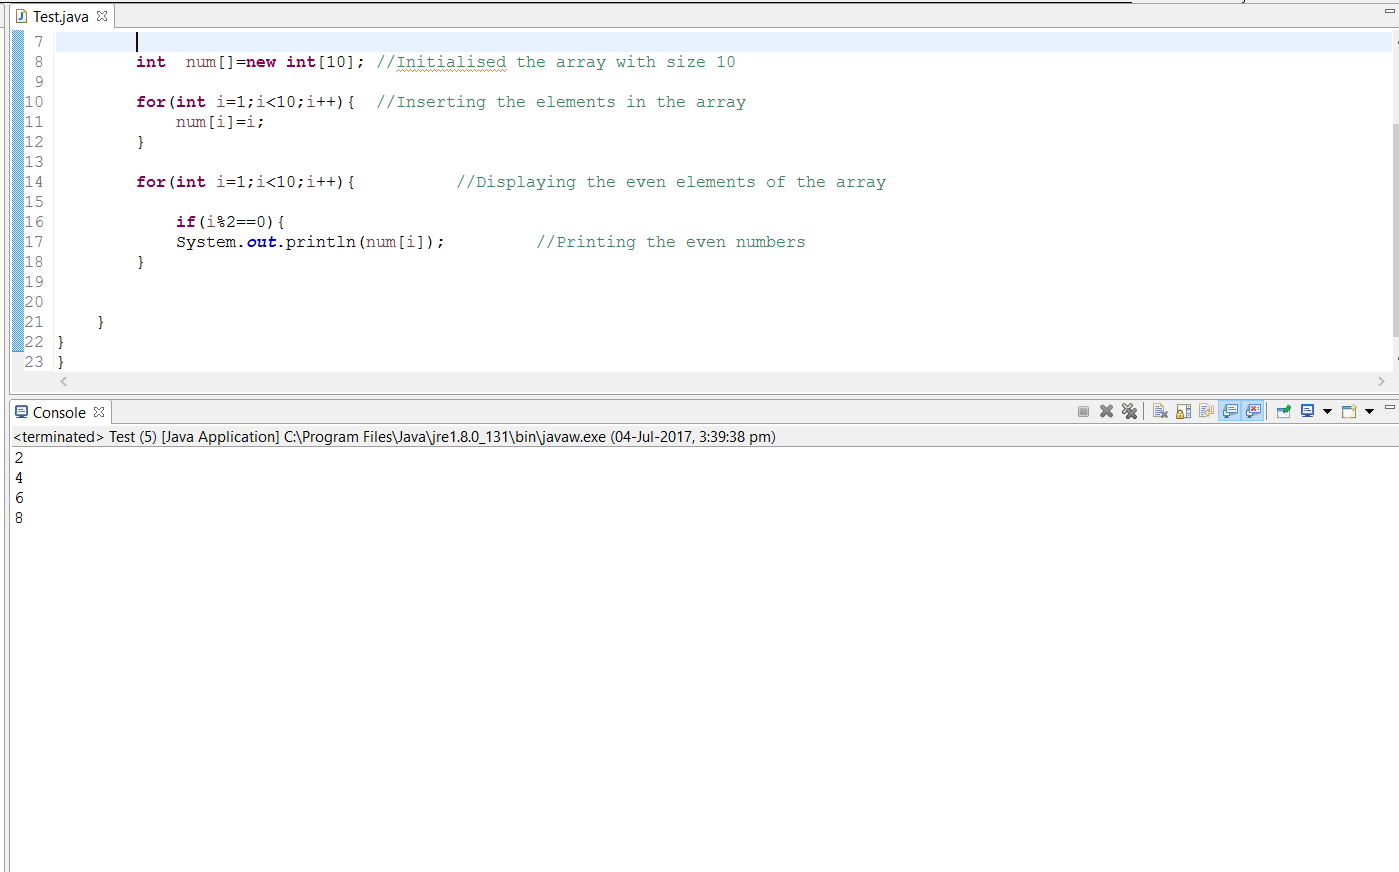 Test.java
7
8 int  num[]=new int[10]; //Initialised the array with size 10
9
10 for(int i=1;i<10;i++){  //Inserting the elements in the array
11 num[i]=i;
12 }
13
14 for(int i=1;i<10;i++){          //Displaying the even elements of the array
15
16 if(i%2==0){
17 System.out.println(num[i]);         //Printing the even numbers
18 }
19
20
21 }
22 }
23 }
Console
<terminated> Test (5) [Java Application] C:\Program Files\Java\jre1.8.0_131\bin\javaw.exe (04-Jul-2017, 3:39:38 pm)
2
4
6
8